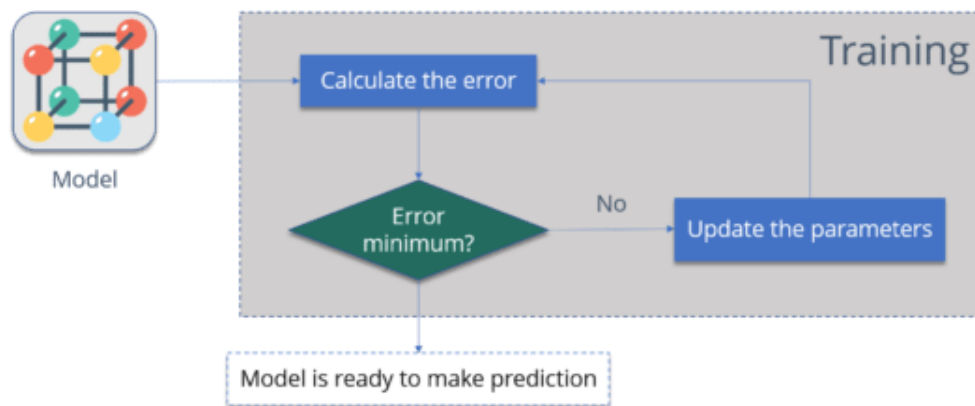 Training
Calculate the error
Model
Error
minimum?
No
Update the parameters
Model is ready to make prediction